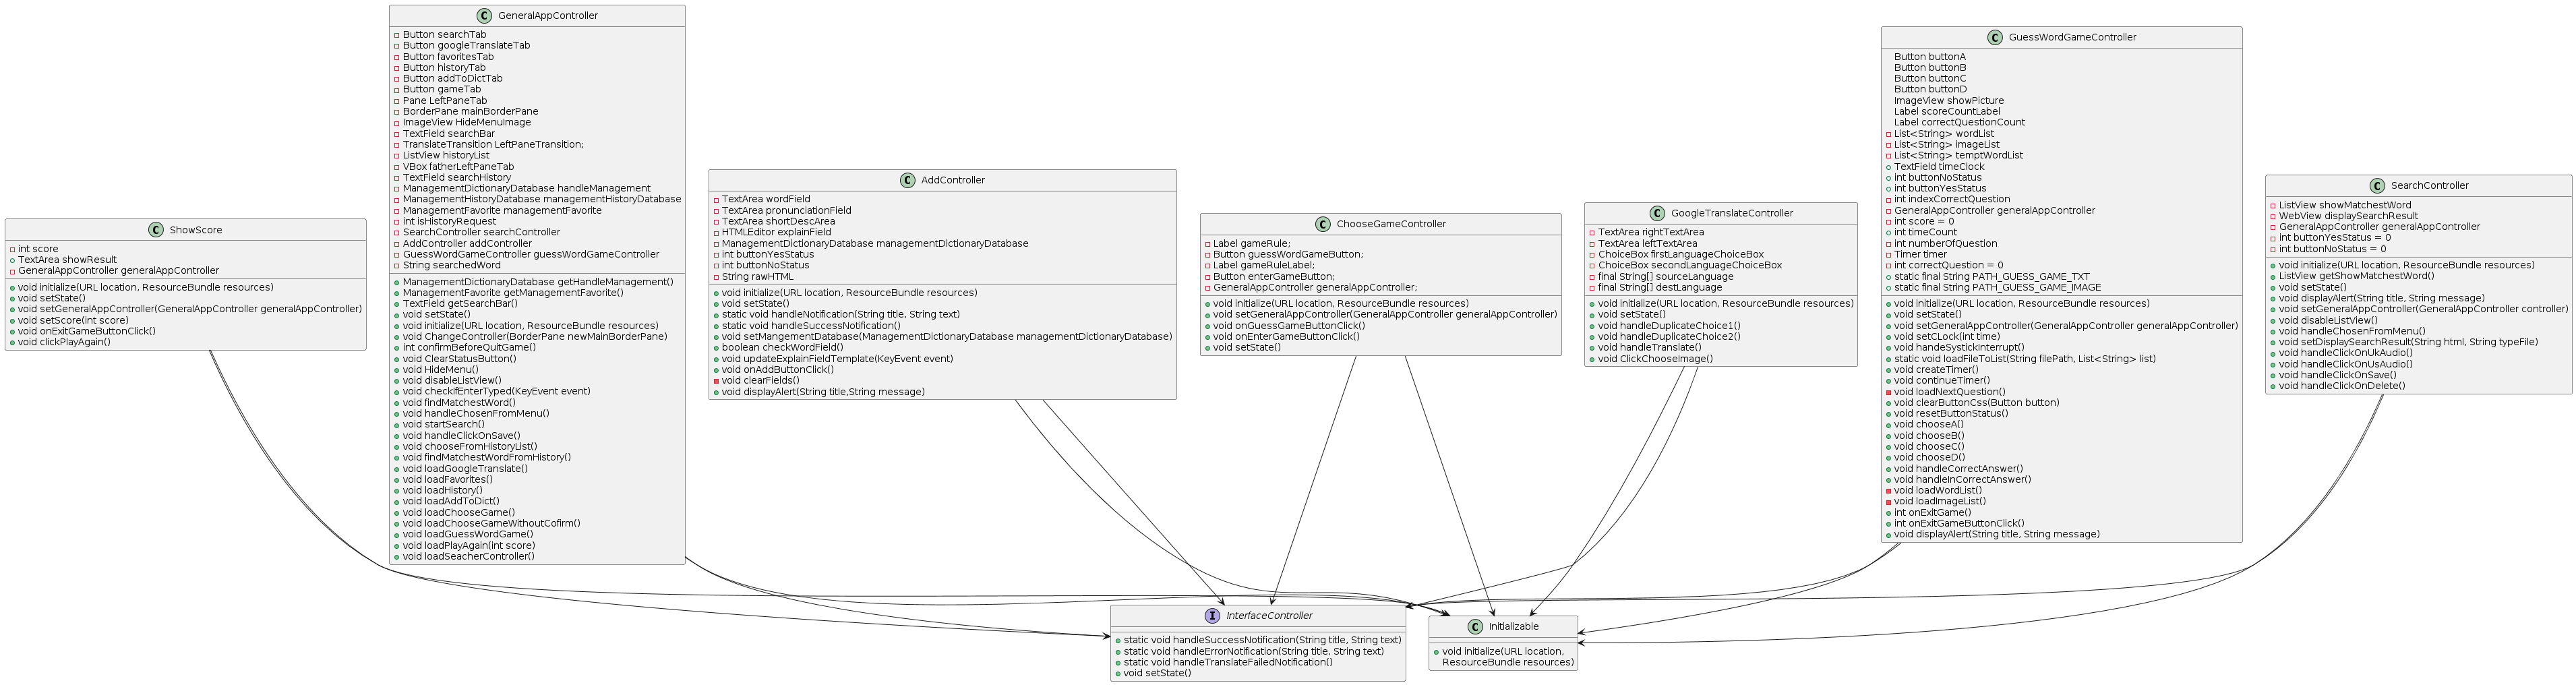 ShowScore
int score
TextArea showResult
GeneralAppController generalAppController
void initialize(URL location, ResourceBundle resources)
void setState()
void setGeneralAppController(GeneralAppController generalAppController)
void setScore(int score)
void onExitGameButtonClick()
void clickPlayAgain()
GeneralAppController
Button searchTab
Button googleTranslateTab
Button favoritesTab
Button historyTab
Button addToDictTab
Button gameTab
Pane LeftPaneTab
BorderPane mainBorderPane
ImageView HideMenuImage
TextField searchBar
TranslateTransition LeftPaneTransition;
ListView historyList
VBox fatherLeftPaneTab
TextField searchHistory
ManagementDictionaryDatabase handleManagement
ManagementHistoryDatabase managementHistoryDatabase
ManagementFavorite managementFavorite
int isHistoryRequest
SearchController searchController
AddController addController
GuessWordGameController guessWordGameController
String searchedWord
ManagementDictionaryDatabase getHandleManagement()
ManagementFavorite getManagementFavorite()
TextField getSearchBar()
void setState()
void initialize(URL location, ResourceBundle resources)
void ChangeController(BorderPane newMainBorderPane)
int confirmBeforeQuitGame()
void ClearStatusButton()
void HideMenu()
void disableListView()
void checkIfEnterTyped(KeyEvent event)
void findMatchestWord()
void handleChosenFromMenu()
void startSearch()
void handleClickOnSave()
void chooseFromHistoryList()
void findMatchestWordFromHistory()
void loadGoogleTranslate()
void loadFavorites()
void loadHistory()
void loadAddToDict()
void loadChooseGame()
void loadChooseGameWithoutCofirm()
void loadGuessWordGame()
void loadPlayAgain(int score)
void loadSeacherController()
AddController
TextArea wordField
TextArea pronunciationField
TextArea shortDescArea
HTMLEditor explainField
ManagementDictionaryDatabase managementDictionaryDatabase
int buttonYesStatus
int buttonNoStatus
String rawHTML
void initialize(URL location, ResourceBundle resources)
void setState()
static void handleNotification(String title, String text)
static void handleSuccessNotification()
void setMangementDatabase(ManagementDictionaryDatabase managementDictionaryDatabase)
boolean checkWordField()
void updateExplainFieldTemplate(KeyEvent event)
void onAddButtonClick()
void clearFields()
void displayAlert(String title,String message)
ChooseGameController
Label gameRule;
Button guessWordGameButton;
Label gameRuleLabel;
Button enterGameButton;
GeneralAppController generalAppController;
void initialize(URL location, ResourceBundle resources)
void setGeneralAppController(GeneralAppController generalAppController)
void onGuessGameButtonClick()
void onEnterGameButtonClick()
void setState()
GoogleTranslateController
TextArea rightTextArea
TextArea leftTextArea
ChoiceBox firstLanguageChoiceBox
ChoiceBox secondLanguageChoiceBox
final String[] sourceLanguage
final String[] destLanguage
void initialize(URL location, ResourceBundle resources)
void setState()
void handleDuplicateChoice1()
void handleDuplicateChoice2()
void handleTranslate()
void ClickChooseImage()
GuessWordGameController
Button buttonA
Button buttonB
Button buttonC
Button buttonD
ImageView showPicture
Label scoreCountLabel
Label correctQuestionCount
List<String> wordList
List<String> imageList
List<String> temptWordList
TextField timeClock
int buttonNoStatus
int buttonYesStatus
int indexCorrectQuestion
GeneralAppController generalAppController
int score = 0
int timeCount
int numberOfQuestion
Timer timer
int correctQuestion = 0
static final String PATH_GUESS_GAME_TXT
static final String PATH_GUESS_GAME_IMAGE
void initialize(URL location, ResourceBundle resources)
void setState()
void setGeneralAppController(GeneralAppController generalAppController)
void setCLock(int time)
void handeSystickInterrupt()
static void loadFileToList(String filePath, List<String> list)
void createTimer()
void continueTimer()
void loadNextQuestion()
void clearButtonCss(Button button)
void resetButtonStatus()
void chooseA()
void chooseB()
void chooseC()
void chooseD()
void handleCorrectAnswer()
void handleInCorrectAnswer()
void loadWordList()
void loadImageList()
int onExitGame()
int onExitGameButtonClick()
void displayAlert(String title, String message)
SearchController
ListView showMatchestWord
WebView displaySearchResult
GeneralAppController generalAppController
int buttonYesStatus = 0
int buttonNoStatus = 0
void initialize(URL location, ResourceBundle resources)
ListView getShowMatchestWord()
void setState()
void displayAlert(String title, String message)
void setGeneralAppController(GeneralAppController controller)
void disableListView()
void handleChosenFromMenu()
void setDisplaySearchResult(String html, String typeFile)
void handleClickOnUkAudio()
void handleClickOnUsAudio()
void handleClickOnSave()
void handleClickOnDelete()
InterfaceController
static void handleSuccessNotification(String title, String text)
static void handleErrorNotification(String title, String text)
static void handleTranslateFailedNotification()
void setState()
Initializable
void initialize(URL location,
ResourceBundle resources)